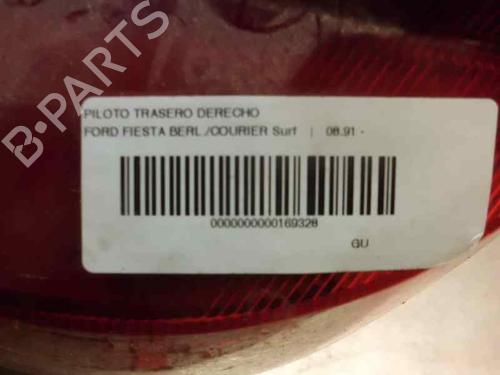 B-PARTS
PILOTO TRASERO DERECHO
FORD FIESTA BERL./COURIER Surf | 08.91 -
0000000000169328
GU